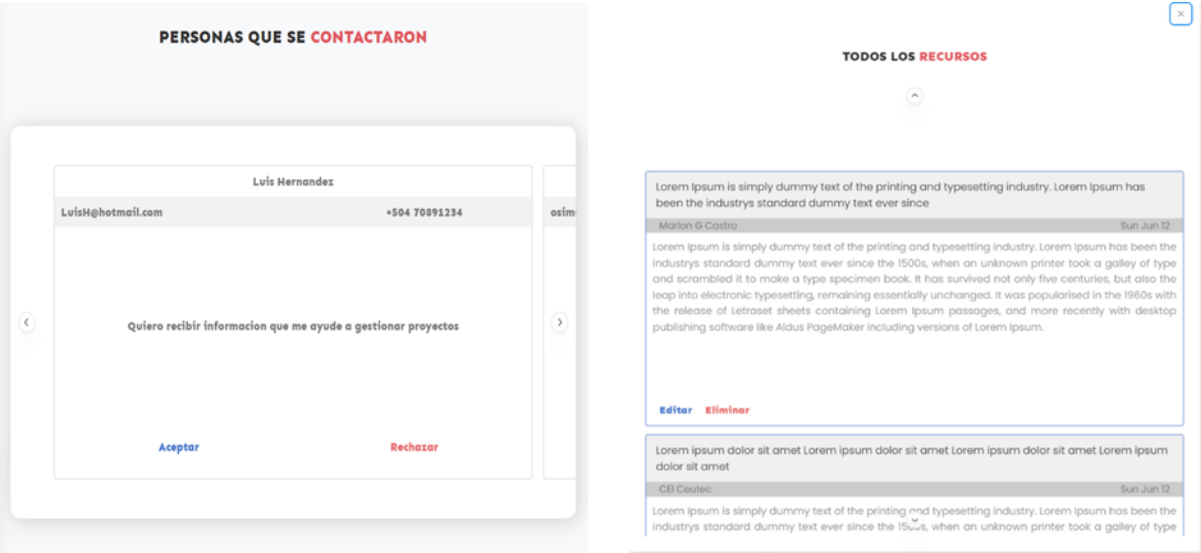 PERSONAS QUE SE CONTACTARON
Luis Hernandez
LuisH@hotmail.com
+504 70891234
osim
Quiero recibir informacion que me ayude a gestionar proyectos
Aceptar
Rechazar
TODOS LOS RECURSOS
Lorem Ipsum is simply dummy text of the printing and typesetting industry. Lorem Ipsum has
been the industrys standard dummy text ever since
Marlon G Castro
Sun Jun 12
Lorem Ipsum is simply dummy text of the printing and typesetting industry. Lorem Ipsum has been the
industrys standard dummy text ever since the 1500s, when an unknown printer took a galley of type
and scrambled it to make a type specimen book. It has survived not only five centuries, but also the
leap into electronic typesetting, remaining essentially unchanged. It was popularised in the 1960s with
the release of Letraset sheets containing Lorem Ipsum passages, and more recently with desktop
publishing software like Aldus PageMaker including versions of Lorem Ipsum.
Editar
Eliminar
Lorem ipsum dolor sit amet Lorem ipsum dolor sit amet Lorem ipsum dolor sit amet Lorem ipsum
dolor sit amet
CEI Ceutec
Sun Jun 12
Lorem Ipsum is simply dummy text of the printing and typesetting industry. Lorem Ipsum has been the
industrys standard dummy text ever since the 1500s, when an unknown printer took a galley of type